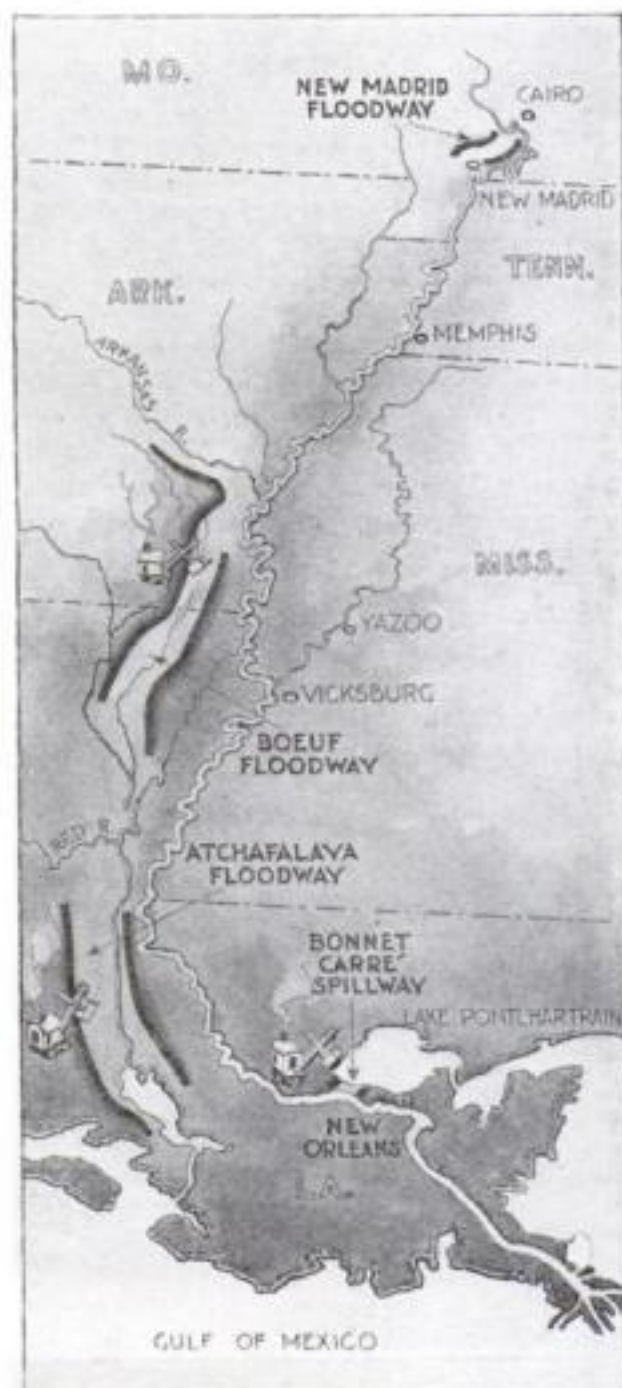 MO.
NEW MADRID
FLOODWAY
CAIRO
NEW MADRID
TENN.
ARK.
MEMPHIS
ARKANSAS R.
MISS.
YAZOO
VICKSBURG
BOEUF
FLOODWAY
RED R.
ATCHAFALAYA
FLOODWAY
BONNET
CARRE'
SPILLWAY
LAKE PONTCHARTRAIN
NEW
ORLEANS
LA.
GULF OF MEXICO